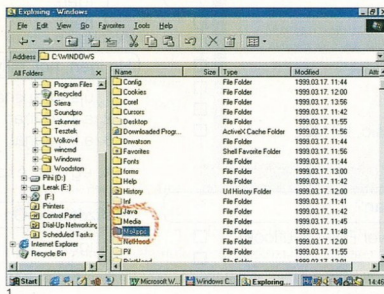 Exploring - Windows
File Edit View Go Favorites Tools Help
Address C:\WINDOWS
All Folders
Name Size Type Modified Attr
Program Files
Recycled
Sierra
Soundpro
szkenner
Tesztek
Volkov4
wincmd
Windows
Woodston
Pihi (D:)
Lerak (E:)
(F:)
Printers
Control Panel
Dial-Up Networking
Scheduled Tasks
Internet Explorer
Recycle Bin
Config File Folder 1999.03.17. 11:44
Cookies File Folder 1999.03.17. 12:00
Corel File Folder 1999.03.17. 13:56
Cursors File Folder 1999.03.17. 11:42
Desktop File Folder 1999.03.17. 11:55
Downloaded Progr... ActiveX Cache Folder 1999.03.17. 11:56
Drwatson File Folder 1999.03.17. 11:44
Favorites Shell Favorite Folder 1999.03.17. 11:56
Fonts File Folder 1999.03.17. 11:44
forms File Folder 1999.03.17. 13:00
Help File Folder 1999.03.17. 11:42
History Url History Folder 1999.03.17. 12:00
Inf File Folder 1999.03.17. 11:41
Java File Folder 1999.03.17. 11:42
Media File Folder 1999.03.17. 11:45
MsApps File Folder 1999.03.17. 11:48
NetHood File Folder 1999.03.17. 12:00
Pif File Folder 1999.03.17. 11:55
Start
Microsoft W...
Windows C...
Exploring...
14:46
1